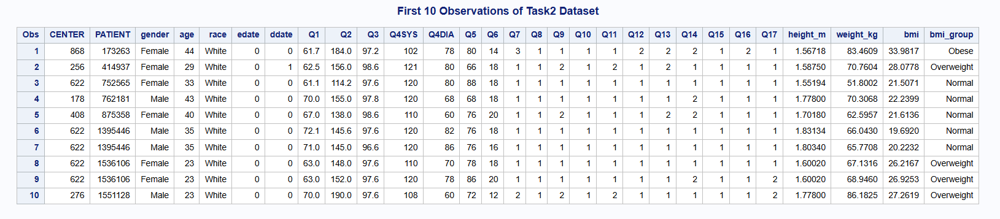 First 10 Observations of Task2 Dataset
Obs CENTER PATIENT gender age race edate ddate Q1 Q2 Q3 Q4SYS Q4DIA Q5 Q6 Q7 Q8 Q9 Q10 Q11 Q12 Q13 Q14 Q15 Q16 Q17 height_m weight_kg bmi bmi_group
1 868 173263 Female 44 White 0 0 61.7 184.0 97.2 102 78 80 14 3 1 1 1 1 2 2 2 1 2 1 1.56718 83.4609 33.9817 Obese
2 256 414937 Female 29 White 0 1 62.5 156.0 98.6 121 80 66 18 1 1 2 1 2 1 2 1 1 1 1 1.58750 70.7604 28.0778 Overweight
3 622 752565 Female 33 White 0 0 61.1 114.2 97.6 120 80 88 18 1 1 1 1 1 1 1 1 1 1 1 1.55194 51.8002 21.5071 Normal
4 178 762181 Male 43 White 0 0 70.0 155.0 97.8 120 68 68 18 1 1 1 1 1 1 1 2 1 1 1 1.77800 70.3068 22.2399 Normal
5 408 875358 Female 40 White 0 0 67.0 138.0 98.6 110 60 76 20 1 1 2 1 1 1 2 2 1 1 1 1.70180 62.5957 21.6136 Normal
6 622 1395446 Male 35 White 0 0 72.1 145.6 97.6 120 82 76 18 1 1 1 1 1 1 1 1 1 1 1 1.83134 66.0430 19.6920 Normal
7 622 1395446 Male 35 White 0 0 71.0 145.0 96.6 120 86 76 16 1 1 1 1 1 1 1 1 1 1 1 1.80340 65.7708 20.2232 Normal
8 622 1536106 Female 23 White 0 0 63.0 148.0 97.6 110 70 78 18 1 1 1 1 1 1 1 1 1 1 1 1.60020 67.1316 26.2167 Overweight
9 622 1536106 Female 23 White 0 0 63.0 152.0 97.6 120 78 86 20 1 1 1 1 1 1 1 2 1 1 2 1.60020 68.9460 26.9253 Overweight
10 276 1551128 Male 23 White 0 0 70.0 190.0 97.6 108 60 72 12 2 1 2 1 2 1 1 1 1 1 2 1.77800 86.1825 27.2619 Overweight